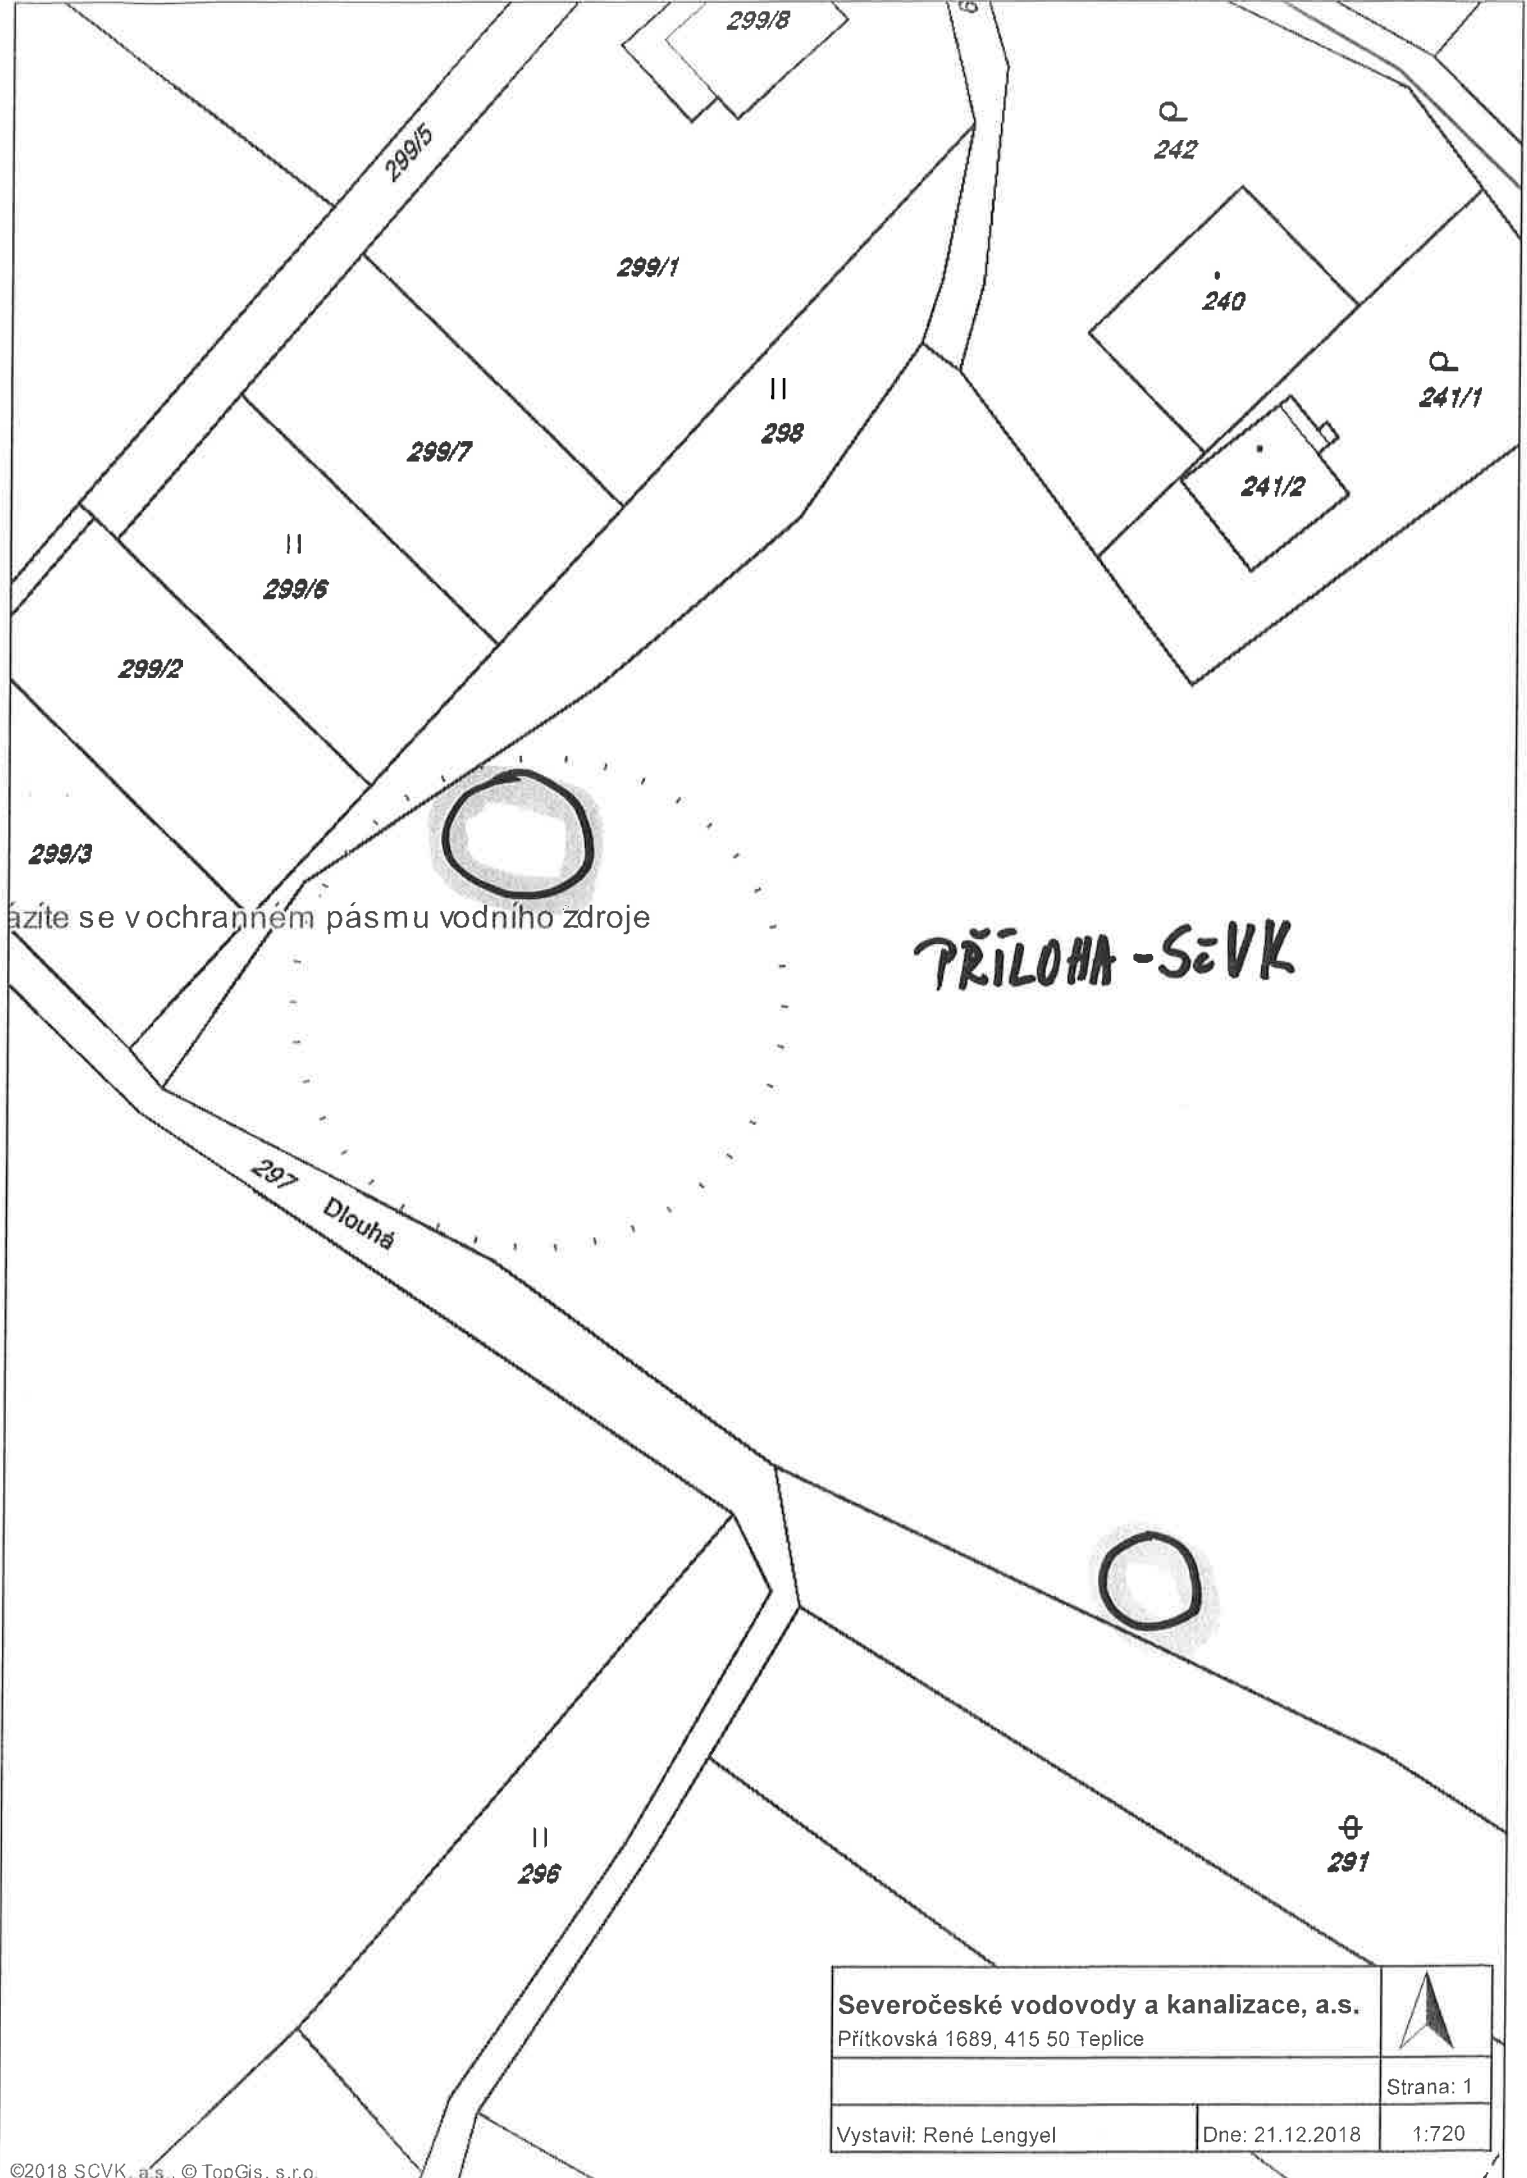 299/8
299/5
242
299/1
240
241/1
298
299/7
241/2
299/6
299/2
299/3
ázíte se v ochranném pásmu vodního zdroje
PŘÍLOHA - SčVK
297 Dlouhá
296
291
Severočeské vodovody a kanalizace, a.s.
Přítkovská 1689, 415 50 Teplice
Strana: 1
Vystavil: René Lengyel
Dne: 21.12.2018
1:720
©2018 SCVK, a.s., © TopGis, s.r.o.